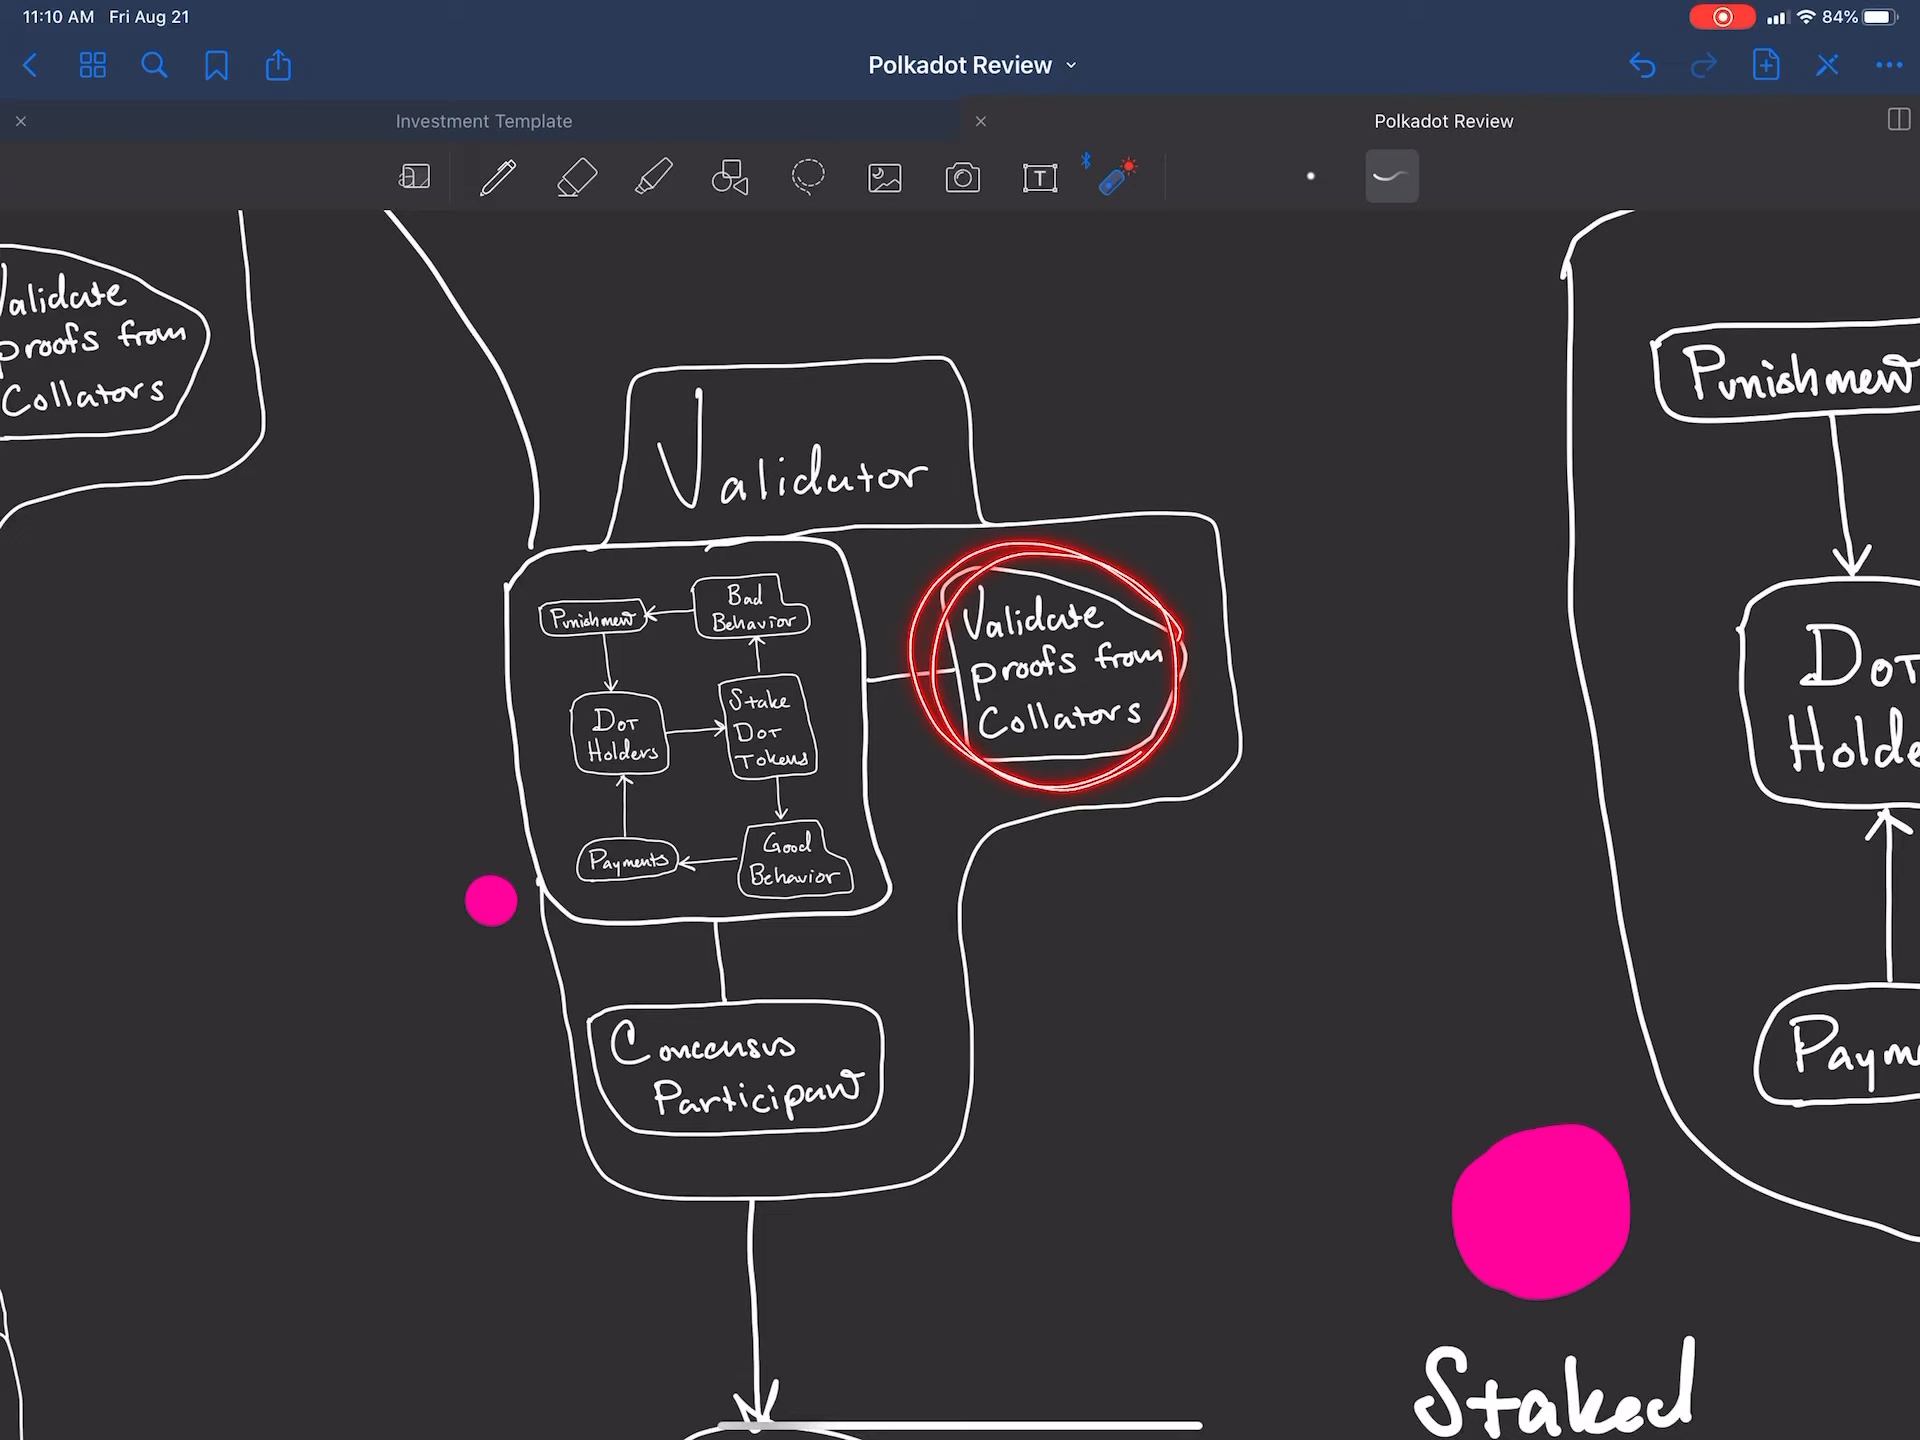 11:10 AM Fri Aug 21
84%
Polkadot Review
Investment Template
Polkadot Review
T
Validate
proofs from
Collators
Validator
Punishment
Bad
Behavior
Dot
Holders
Stake
Dot
Tokens
Payments
Good
Behavior
Validate
proofs from
Collators
Concensus
Participant
Punishment
Dot
Holde
Payme
Staked